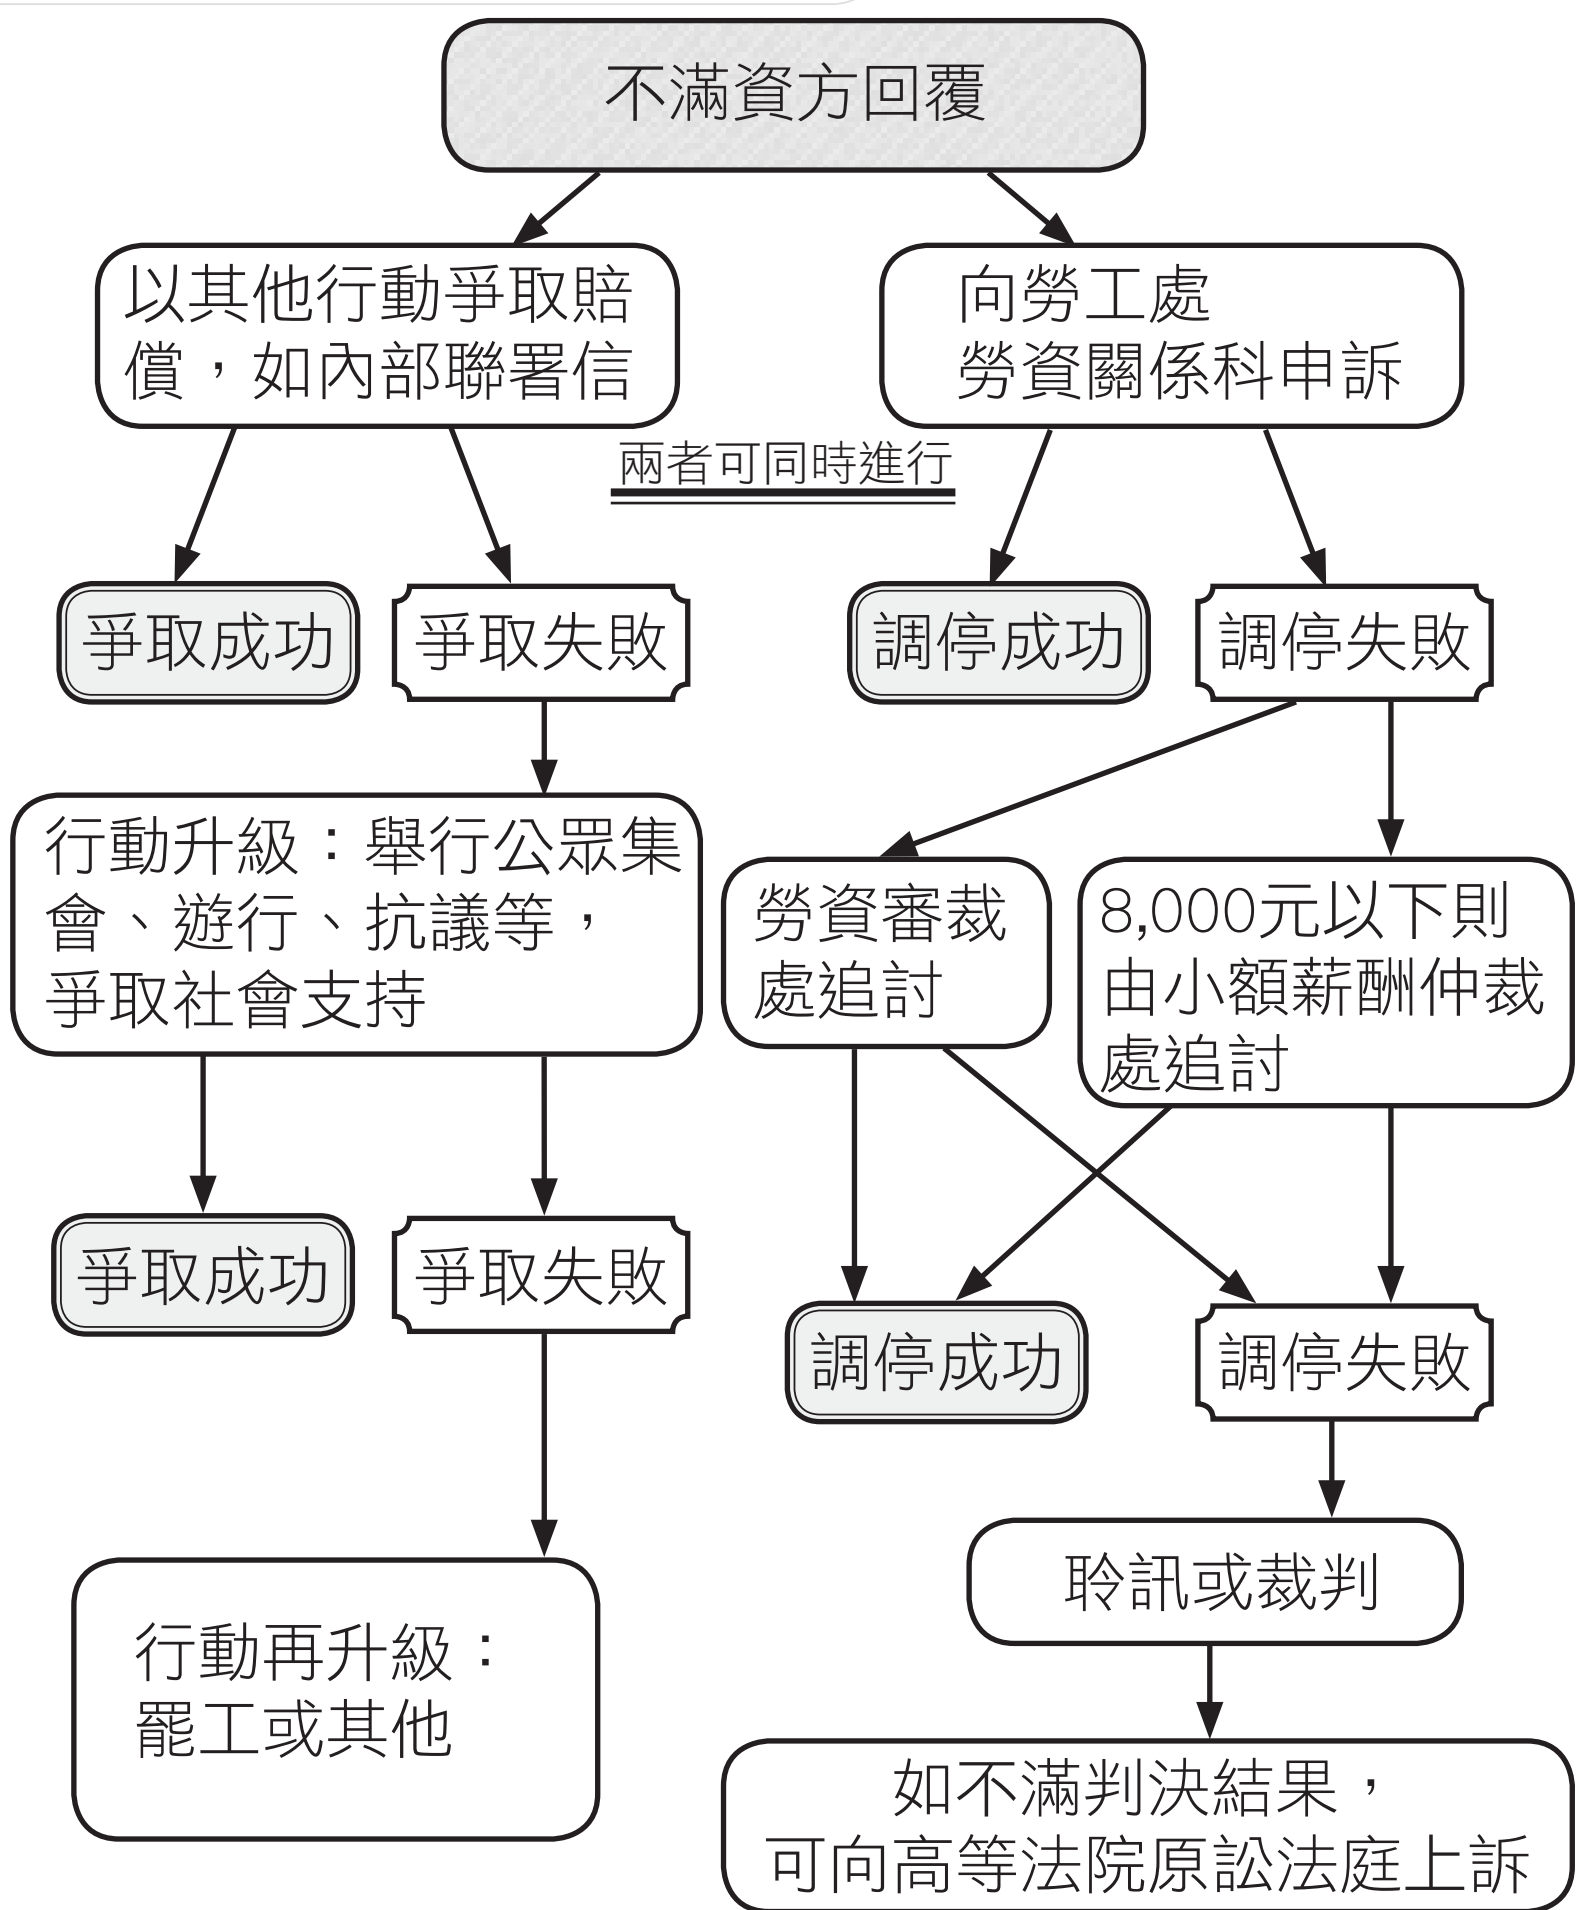 不滿資方回覆
以其他行動爭取賠
償，如內部聯署信
向勞工處
勞資關係科申訴
兩者可同時進行
爭取成功
爭取失敗
調停成功
調停失敗
行動升級：舉行公眾集
會、遊行、抗議等，
爭取社會支持
勞資審裁
處追討
8,000元以下則
由小額薪酬仲裁
處追討
爭取成功
爭取失敗
調停成功
調停失敗
聆訊或裁判
行動再升級：
罷工或其他
如不滿判決結果，
可向高等法院原訟法庭上訴